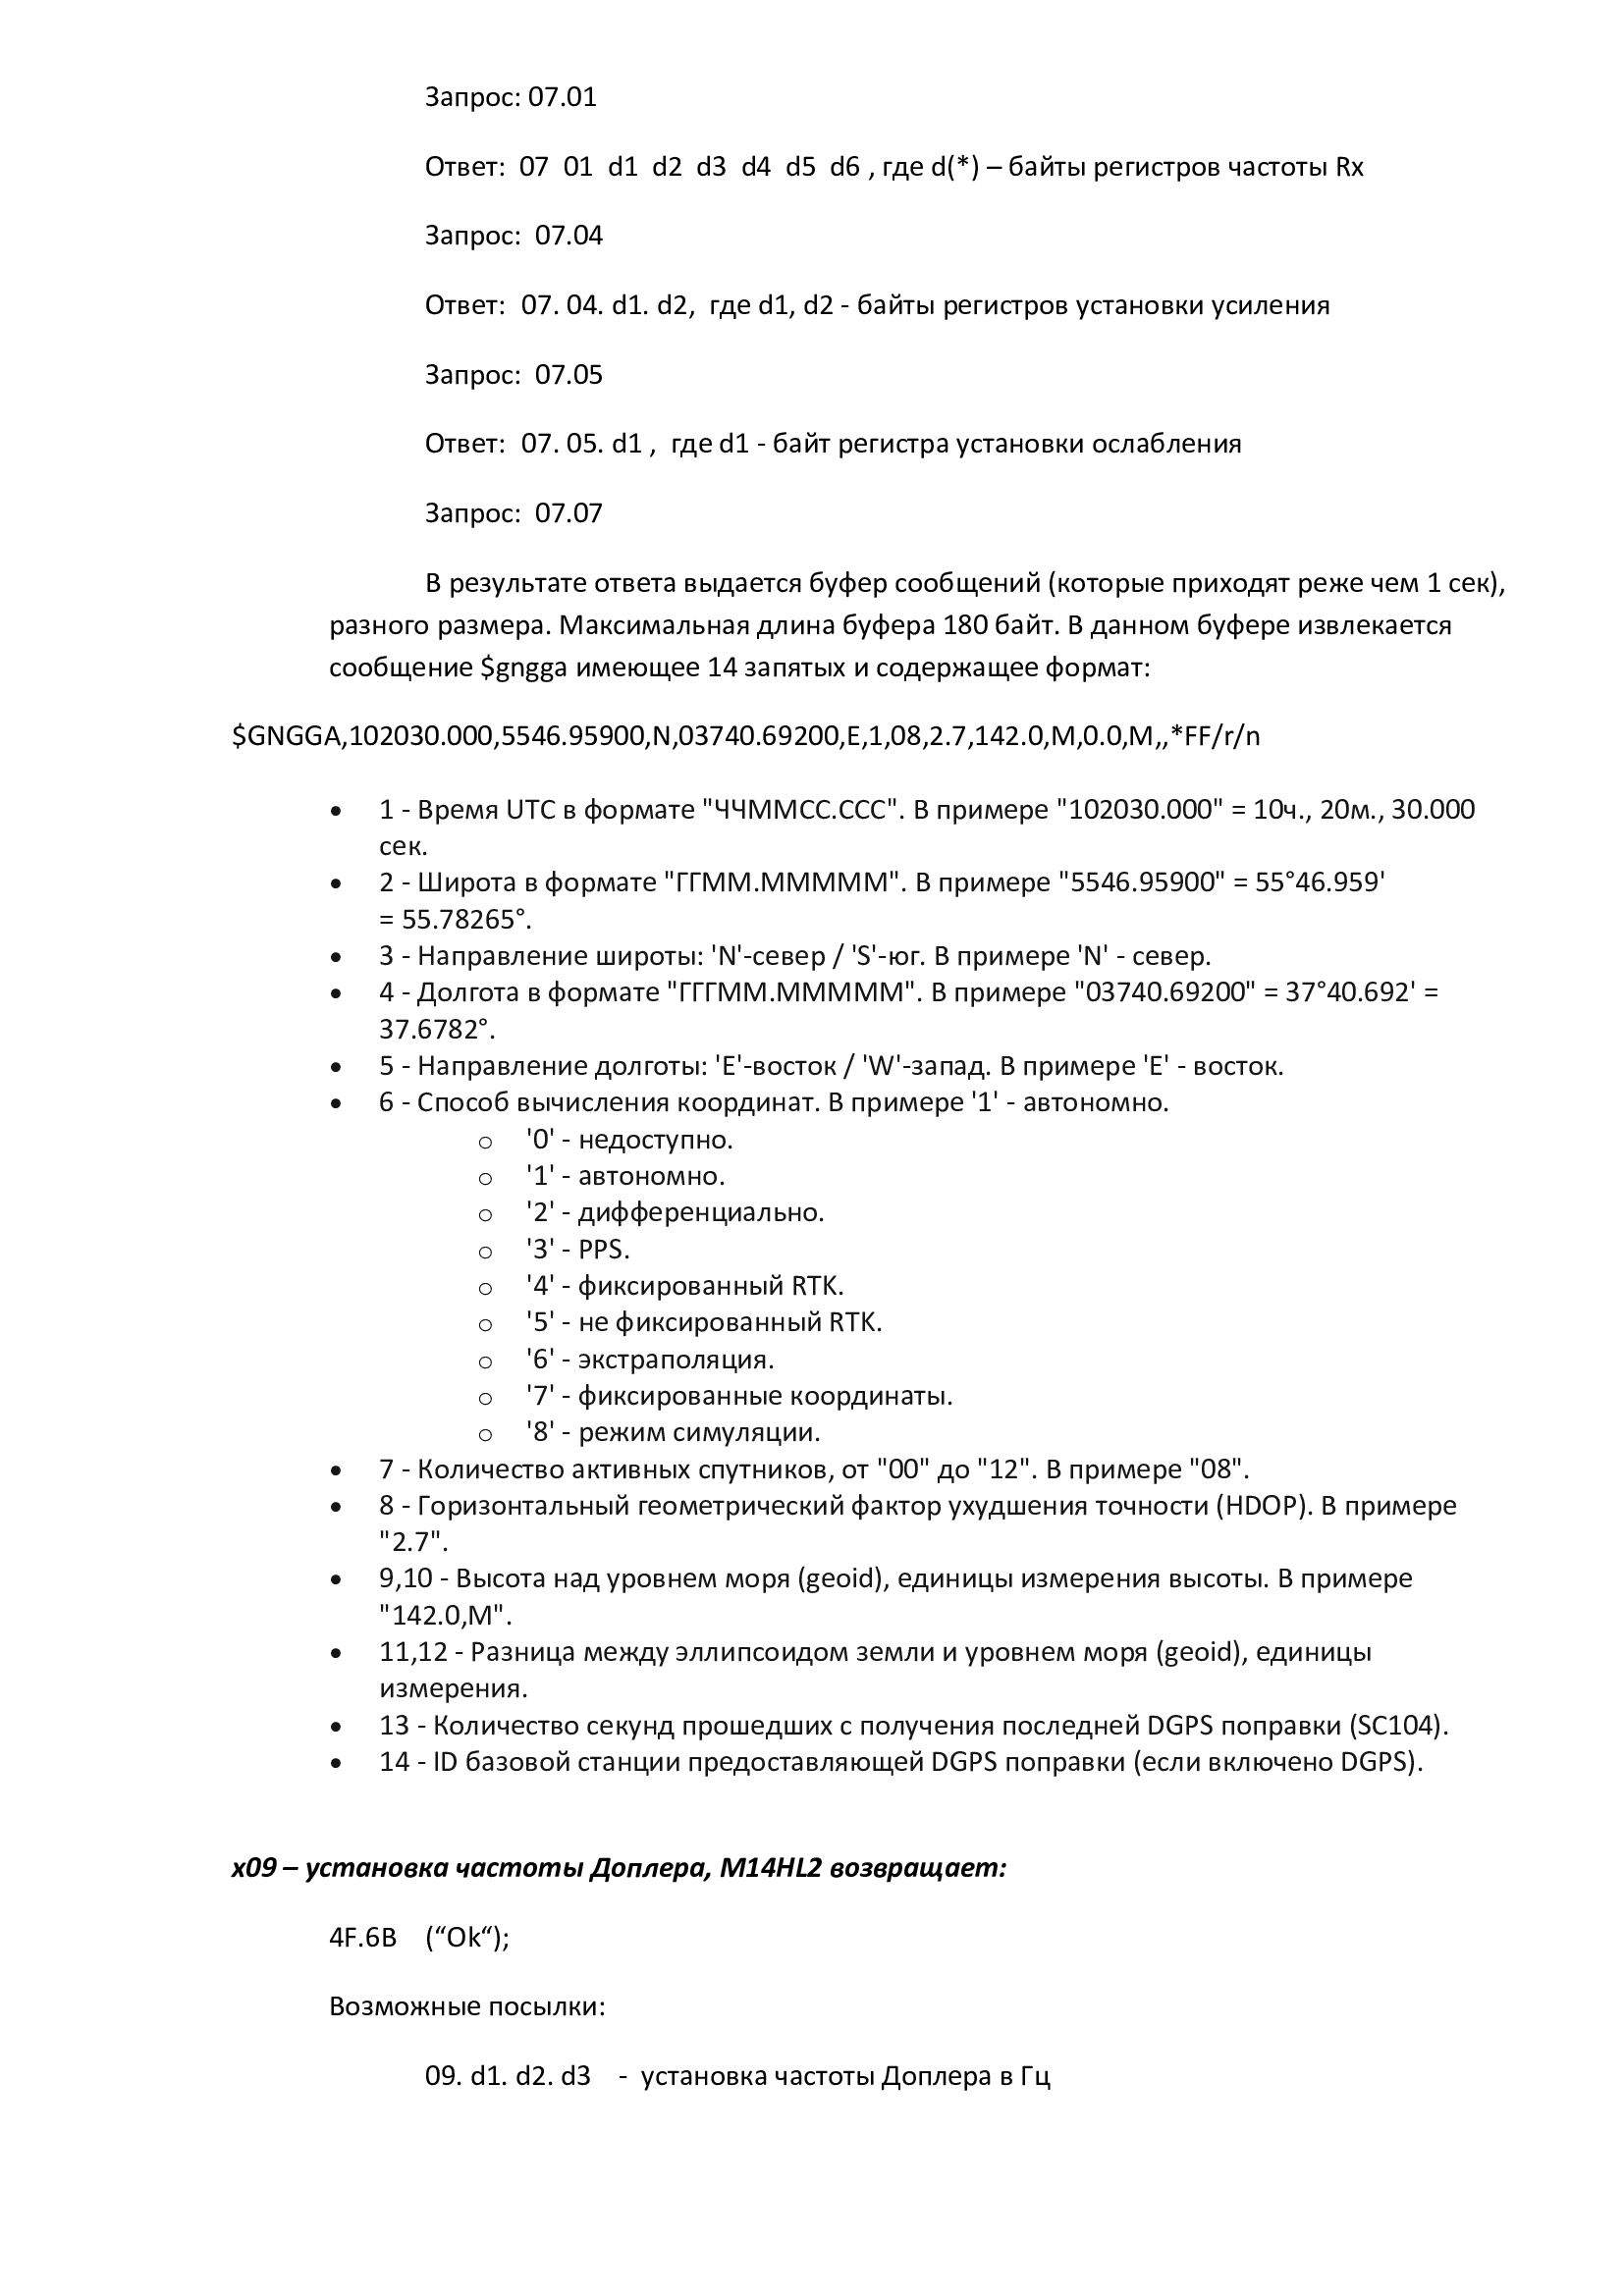 Запрос: 07.01
Ответ:  07  01  d1  d2  d3  d4  d5  d6 , где d(*) – байты регистров частоты Rx
Запрос:  07.04
Ответ:  07. 04. d1. d2,  где d1, d2 - байты регистров установки усиления
Запрос:  07.05
Ответ:  07. 05. d1 ,  где d1 - байт регистра установки ослабления
Запрос:  07.07
В результате ответа выдается буфер сообщений (которые приходят реже чем 1 сек),
разного размера. Максимальная длина буфера 180 байт. В данном буфере извлекается
сообщение $gngga имеющее 14 запятых и содержащее формат:
$GNGGA,102030.000,5546.95900,N,03740.69200,E,1,08,2.7,142.0,M,0.0,M,,*FF/r/n
• 1 - Время UTC в формате "ЧЧММСС.ССС". В примере "102030.000" = 10ч., 20м., 30.000
сек.
• 2 - Широта в формате "ГГММ.МММММ". В примере "5546.95900" = 55°46.959'
= 55.78265°.
• 3 - Направление широты: 'N'-север / 'S'-юг. В примере 'N' - север.
• 4 - Долгота в формате "ГГГММ.МММММ". В примере "03740.69200" = 37°40.692' =
37.6782°.
• 5 - Направление долготы: 'E'-восток / 'W'-запад. В примере 'E' - восток.
• 6 - Способ вычисления координат. В примере '1' - автономно.
o '0' - недоступно.
o '1' - автономно.
o '2' - дифференциально.
o '3' - PPS.
o '4' - фиксированный RTK.
o '5' - не фиксированный RTK.
o '6' - экстраполяция.
o '7' - фиксированные координаты.
o '8' - режим симуляции.
• 7 - Количество активных спутников, от "00" до "12". В примере "08".
• 8 - Горизонтальный геометрический фактор ухудшения точности (HDOP). В примере
"2.7".
• 9,10 - Высота над уровнем моря (geoid), единицы измерения высоты. В примере
"142.0,M".
• 11,12 - Разница между эллипсоидом земли и уровнем моря (geoid), единицы
измерения.
• 13 - Количество секунд прошедших с получения последней DGPS поправки (SC104).
• 14 - ID базовой станции предоставляющей DGPS поправки (если включено DGPS).
x09 – установка частоты Доплера, M14HL2 возвращает:
4F.6B    (“Ok“);
Возможные посылки:
09. d1. d2. d3    -  установка частоты Доплера в Гц